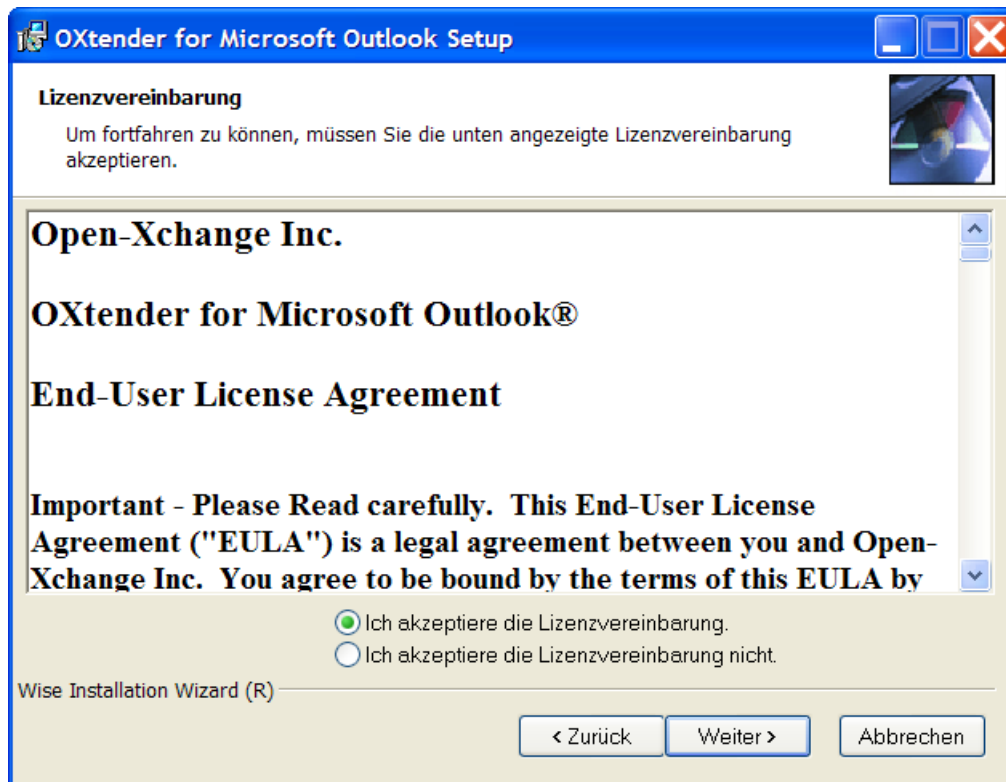 OXtender for Microsoft Outlook Setup
Lizenzvereinbarung
Um fortfahren zu können, müssen Sie die unten angezeigte Lizenzvereinbarung
akzeptieren.
Open-Xchange Inc.
OXtender for Microsoft Outlook®
End-User License Agreement
Important - Please Read carefully.  This End-User License
Agreement ("EULA") is a legal agreement between you and Open-
Xchange Inc.  You agree to be bound by the terms of this EULA by
Ich akzeptiere die Lizenzvereinbarung.
Ich akzeptiere die Lizenzvereinbarung nicht.
Wise Installation Wizard (R)
< Zurück
Weiter >
Abbrechen